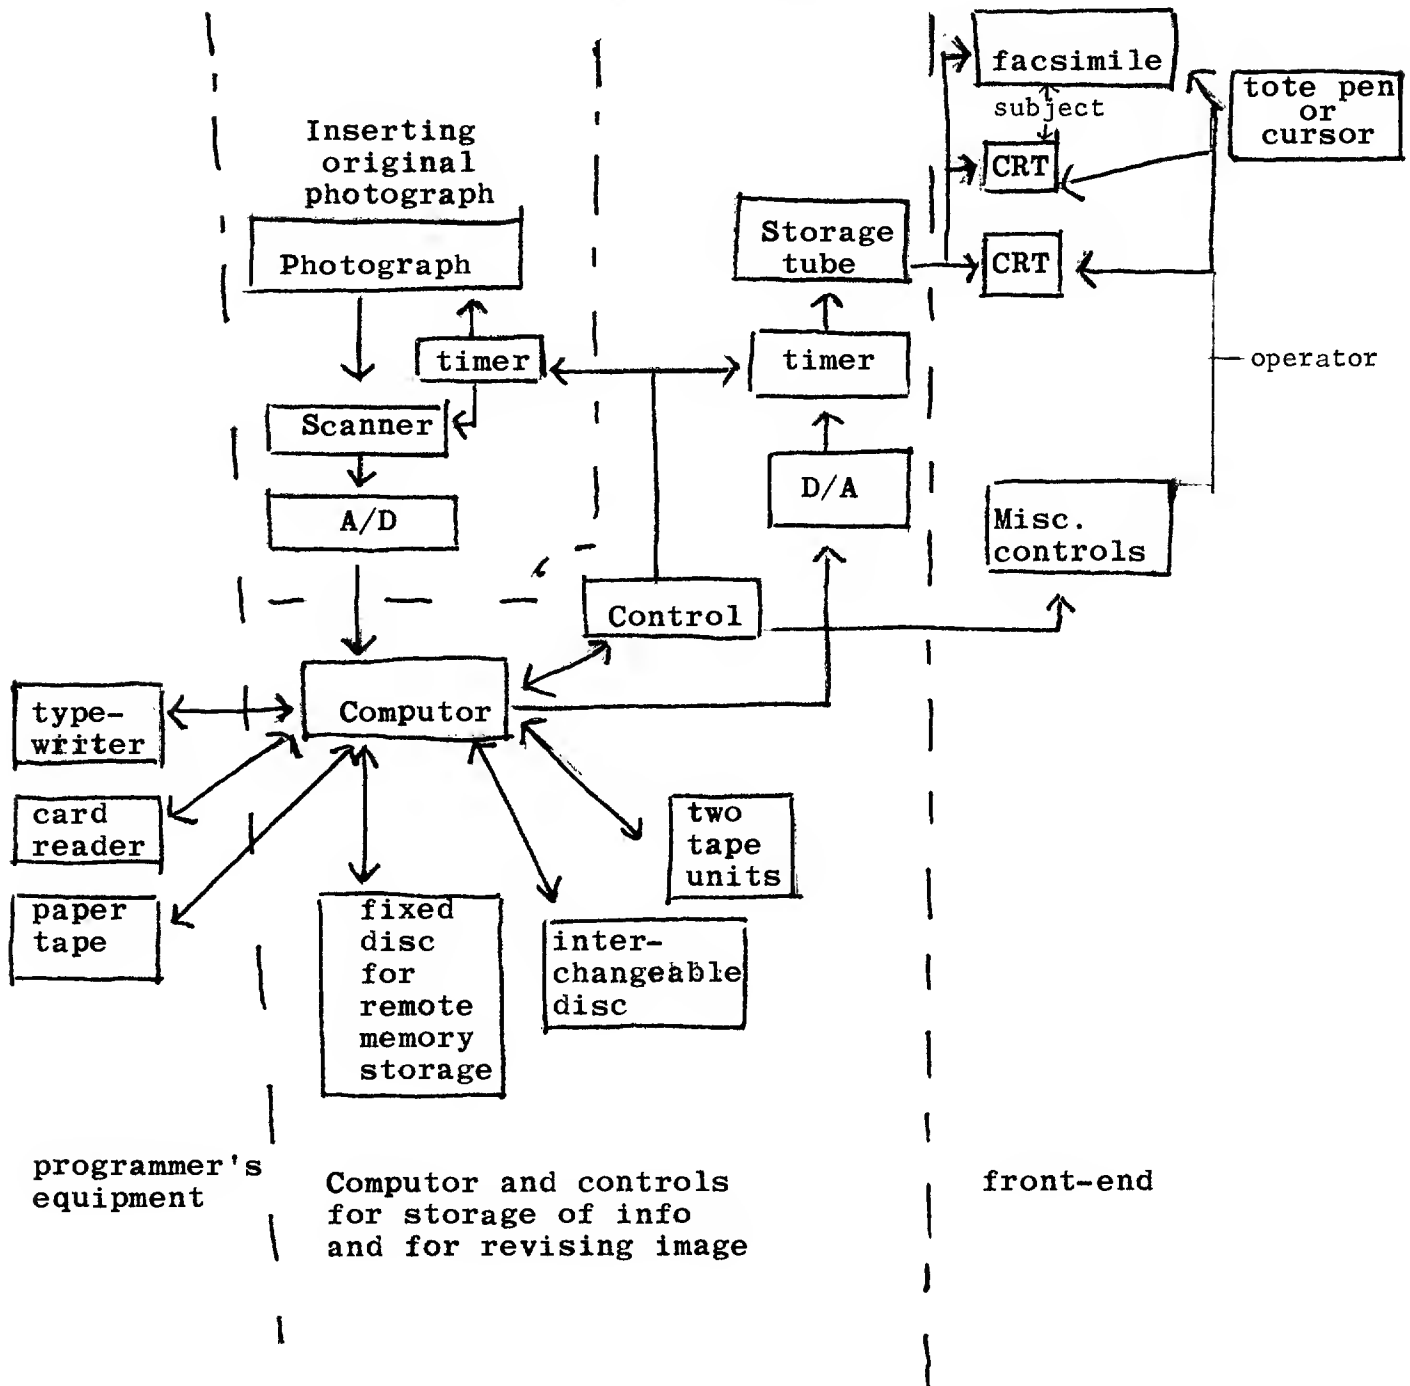 facsimile
tote pen
or
cursor
subject
CRT
Inserting
original
photograph
Photograph
Storage
tube
CRT
timer
timer
operator
Scanner
D/A
A/D
Misc.
controls
Control
Computor
type-
writer
card
reader
paper
tape
two
tape
units
fixed
disc
for
remote
memory
storage
inter-
changeable
disc
programmer's
equipment
Computor and controls
for storage of info
and for revising image
front-end